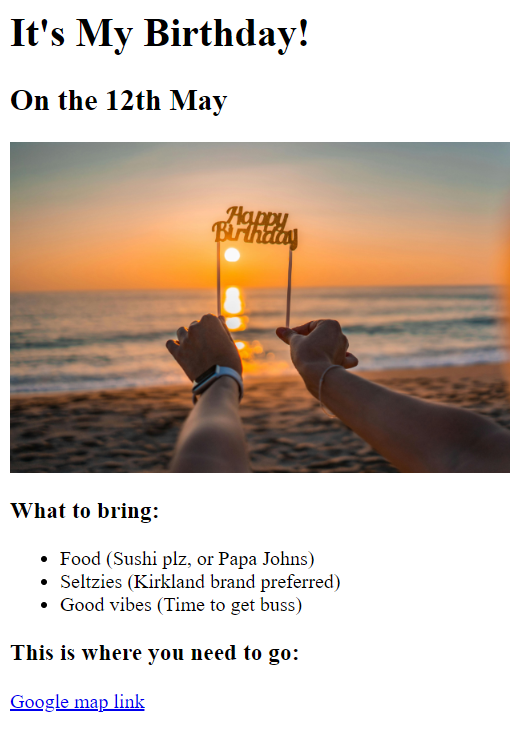 It's My Birthday!
On the 12th May
Happy
Birthday
What to bring:
Food (Sushi plz, or Papa Johns)
Seltzies (Kirkland brand preferred)
Good vibes (Time to get buss)
This is where you need to go:
Google map link